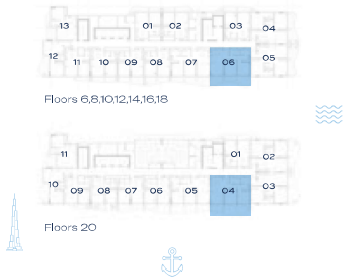 13 01 02 03 04
12 11 10 09 08 07 06 05
Floors 6,8,10,12,14,16,18
11 01 02
10 09 08 07 06 05 04 03
Floors 20